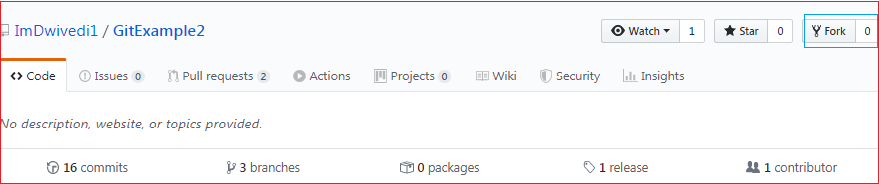 ImDwivedi1 / GitExample2 Watch 1 Star 0 Fork 0
Code Issues 0 Pull requests 2 Actions Projects 0 Wiki Security Insights
No description, website, or topics provided.
16 commits 3 branches 0 packages 1 release 1 contributor